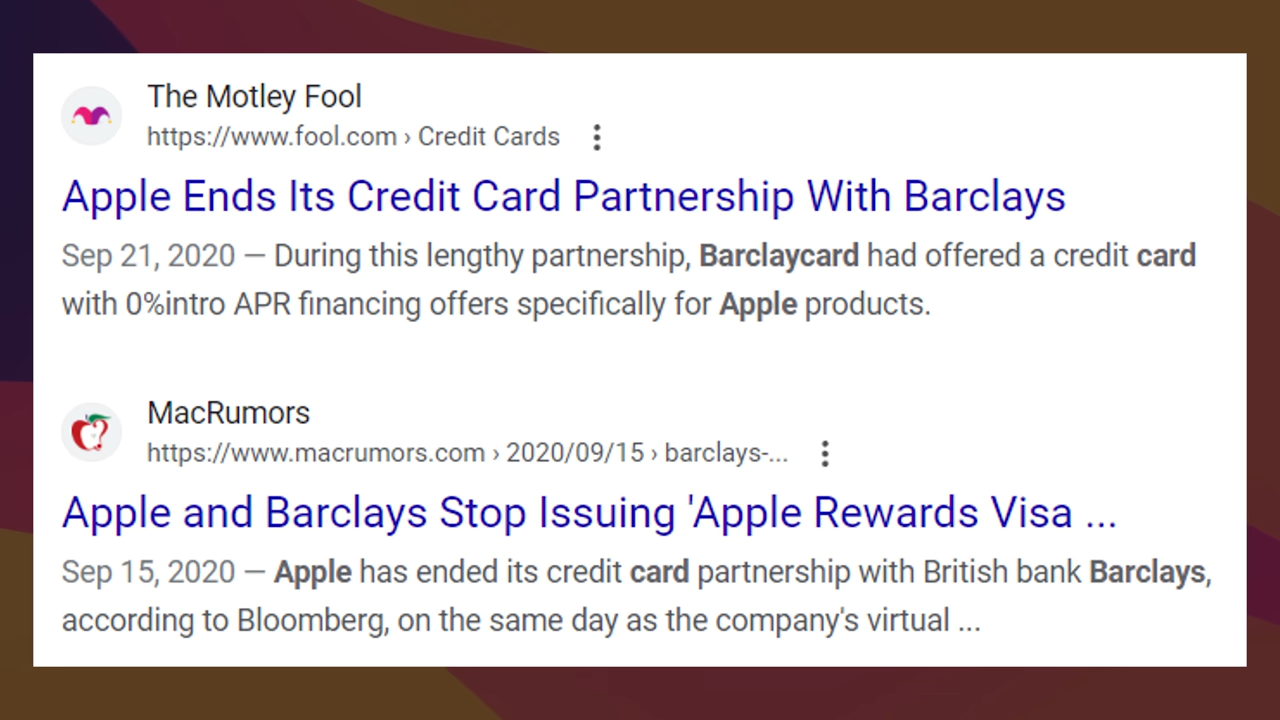 The Motley Fool
https://www.fool.com › Credit Cards
Apple Ends Its Credit Card Partnership With Barclays
Sep 21, 2020 — During this lengthy partnership, Barclaycard had offered a credit card
with 0%intro APR financing offers specifically for Apple products.
MacRumors
https://www.macrumors.com › 2020/09/15 › barclays-...
Apple and Barclays Stop Issuing 'Apple Rewards Visa ...
Sep 15, 2020 — Apple has ended its credit card partnership with British bank Barclays,
according to Bloomberg, on the same day as the company's virtual ...